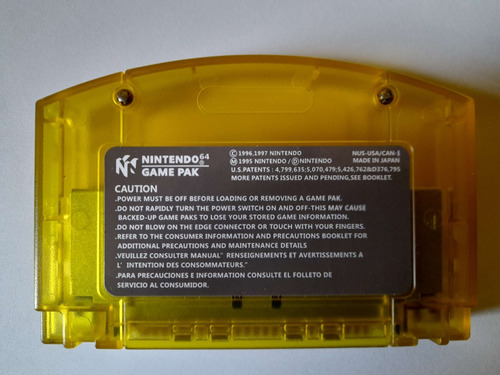 NINTENDO 64
GAME PAK
© 1996,1997 NINTENDO
Ⓜ 1995 NINTENDO / Ⓓ NINTENDO
U.S.PATENTS : 4,799,635;5,070,479;5,426,762&D376,795
MORE PATENTS ISSUED AND PENDING,SEE BOOKLET.
NUS-USA/CAN-1
MADE IN JAPAN
CAUTION
.POWER MUST BE OFF BEFORE LOADING OR REMOVING A GAME PAK.
.DO NOT RAPIDLY TURN THE POWER SWITCH ON AND OFF-THIS MAY CAUSE
BACKED-UP GAME PAKS TO LOSE YOUR STORED GAME INFORMATION.
.DO NOT BLOW ON THE EDGE CONNECTOR OR TOUCH WITH YOUR FINGERS.
.REFER TO THE CONSUMER INFORMATION AND PRECAUTIONS BOOKLET FOR
ADDITIONAL PRECAUTIONS AND MAINTENANCE DETAILS
.VEUILLEZ CONSULTER MANUEL" RENSEIGNEMENTS ET AVERTISSEMENTS A
L' INTENTION DES CONSOMMATEURS."
.PARA PRECAUCIONES E INFORMATION CONSULTE EL FOLLETO DE
SERVICIO AL CONSUMIDOR.